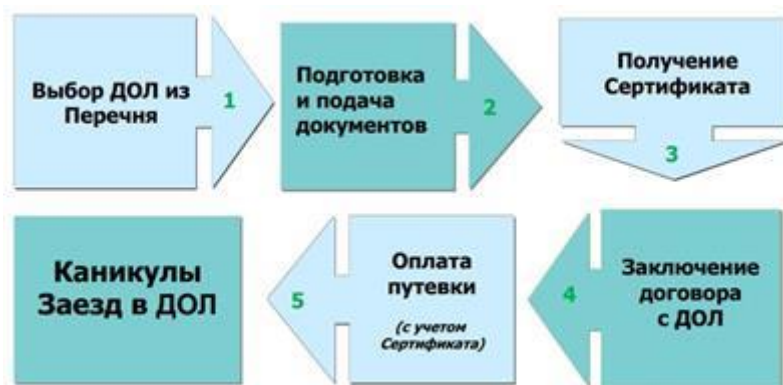 Выбор ДОЛ из
Перечня
1
Подготовка
и подача
документов
2
Получение
Сертификата
3
Заключение
договора
с ДОЛ
4
Оплата
путевки
(с учетом
Сертификата)
5
Каникулы
Заезд в ДОЛ